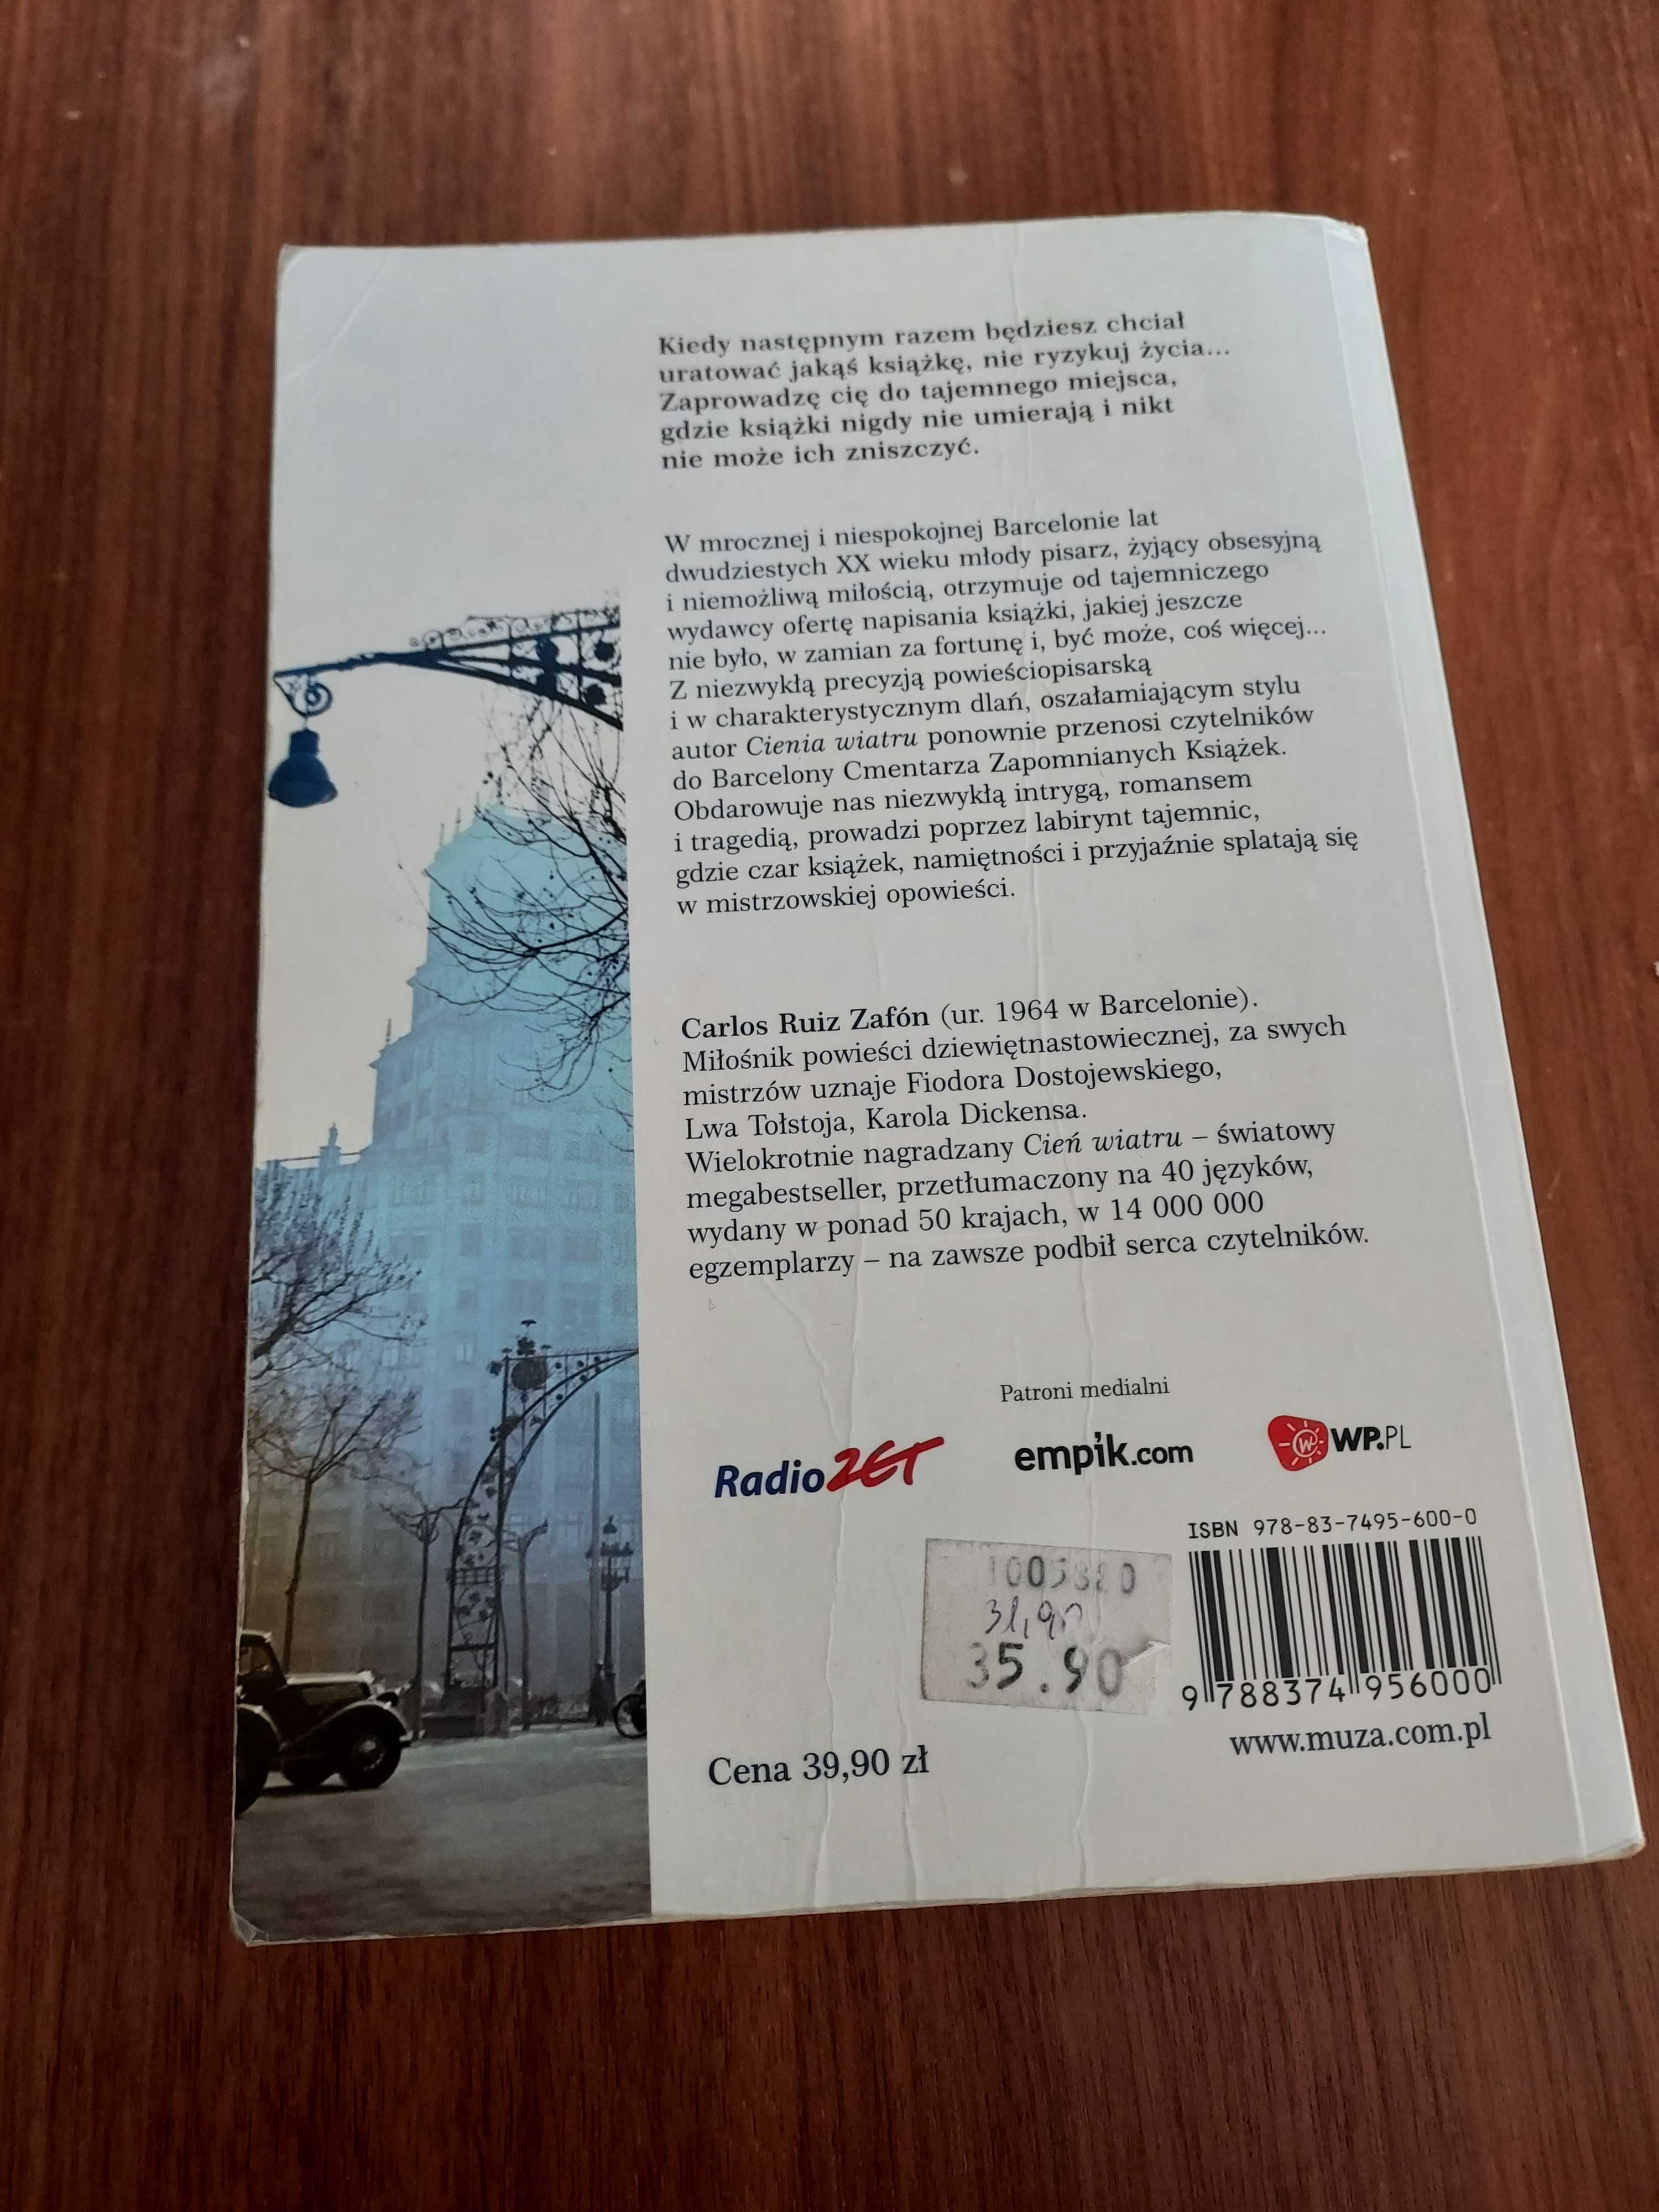 Kiedy następnym razem będziesz chciał
uratować jakąś książkę, nie ryzykuj życia...
Zaprowadzę cię do tajemnego miejsca,
gdzie książki nigdy nie umierają i nikt
nie może ich zniszczyć.
W mrocznej i niespokojnej Barcelonie lat
dwudziestych XX wieku młody pisarz, żyjący obsesyjną
i niemożliwą miłością, otrzymuje od tajemniczego
wydawcy ofertę napisania książki, jakiej jeszcze
nie było, w zamian za fortunę i, być może, coś więcej...
Z niezwykłą precyzją powieściopisarską
i w charakterystycznym dlań, oszałamiającym stylu
autor Cienia wiatru ponownie przenosi czytelników
do Barcelony Cmentarza Zapomnianych Książek.
Obdarowuje nas niezwykłą intrygą, romansem
i tragedią, prowadzi poprzez labirynt tajemnic,
gdzie czar książek, namiętności i przyjaźnie splatają się
w mistrzowskiej opowieści.
Carlos Ruiz Zafón (ur. 1964 w Barcelonie).
Miłośnik powieści dziewiętnastowiecznej, za swych
mistrzów uznaje Fiodora Dostojewskiego,
Lwa Tołstoja, Karola Dickensa.
Wielokrotnie nagradzany Cień wiatru – światowy
megabestseller, przetłumaczony na 40 języków,
wydany w ponad 50 krajach, w 14 000 000
egzemplarzy – na zawsze podbił serca czytelników.
Patroni medialni
Radio ZET
empik.com
WP.PL
ISBN 978-83-7495-600-0
31,90
35.90
9 788374 956000
www.muza.com.pl
Cena 39,90 zł